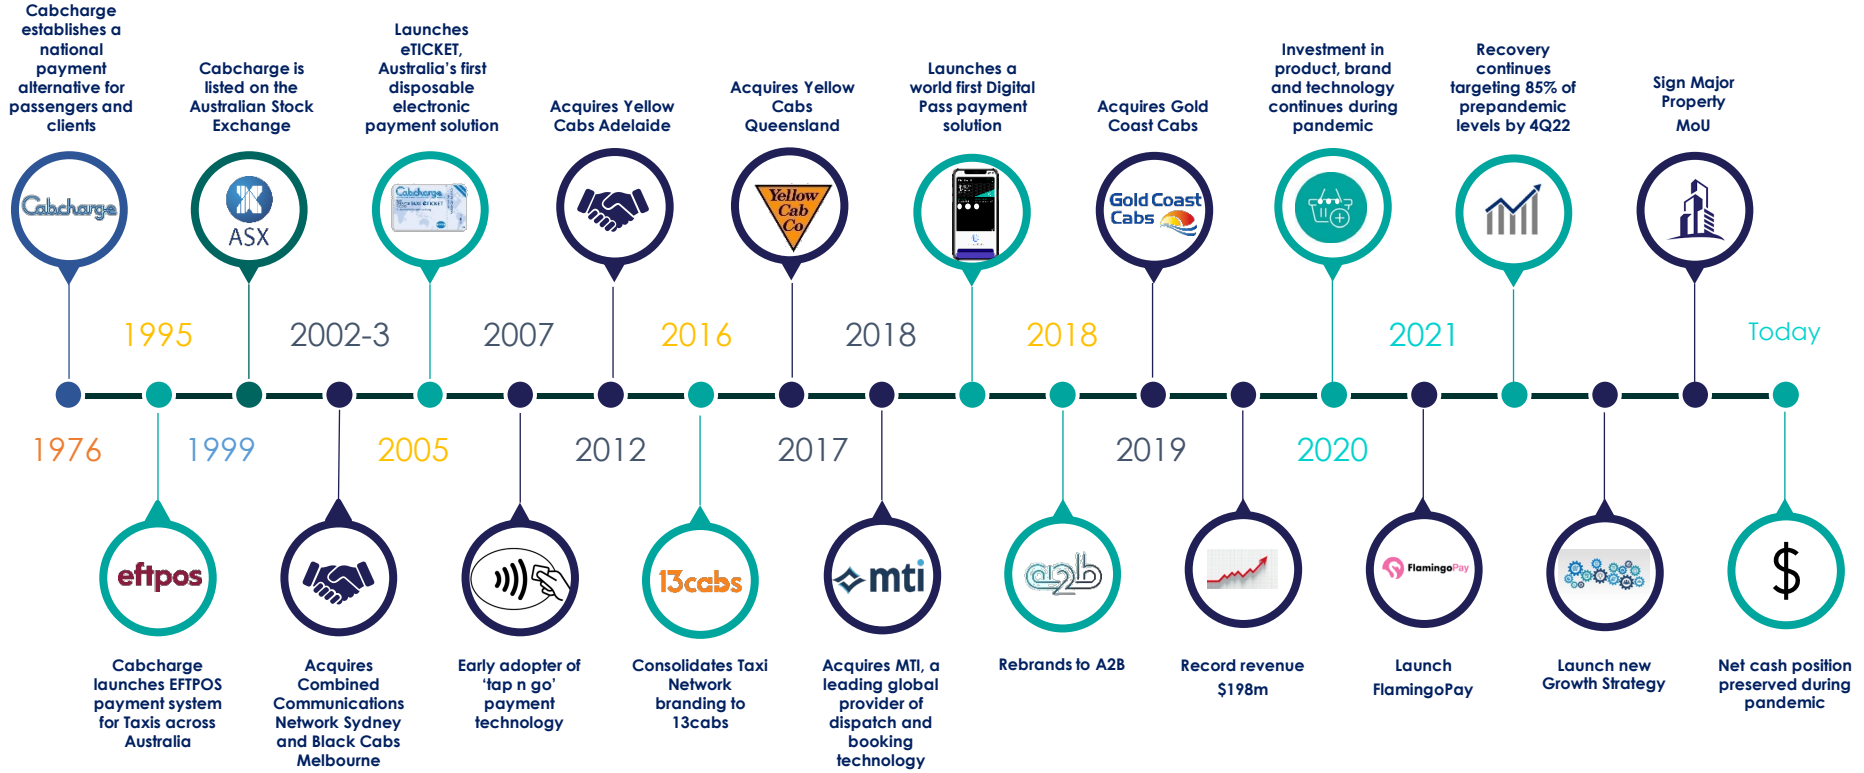 Cabcharge
establishes a
national
payment
alternative for
passengers and
clients
Cabcharge is
listed on the
Australian Stock
Exchange
Launches
eTICKET,
Australia's first
disposable
electronic
payment solution
Acquires Yellow
Cabs Adelaide
Acquires Yellow
Cabs
Queensland
Launches a
world first Digital
Pass payment
solution
Acquires Gold
Coast Cabs
Investment in
product, brand
and technology
continues during
pandemic
Recovery
continues
targeting 85% of
prepandemic
levels by 4Q22
Sign Major
Property
MoU
Cabcharge
ASX
Cabcharge
Yellow
Cab
Co
Gold Coast
Cabs
1995
2002-3
2007
2016
2018
2018
2021
Today
1976
1999
2005
2012
2017
2019
2020
eftpos
13cabs
mti
a2b
FlamingoPay
$
Cabcharge
launches EFTPOS
payment system
for Taxis across
Australia
Acquires
Combined
Communications
Network Sydney
and Black Cabs
Melbourne
Early adopter of
'tap n go'
payment
technology
Consolidates Taxi
Network
branding to
13cabs
Acquires MTI, a
leading global
provider of
dispatch and
booking
technology
Rebrands to A2B
Record revenue
$198m
Launch
FlamingoPay
Launch new
Growth Strategy
Net cash position
preserved during
pandemic